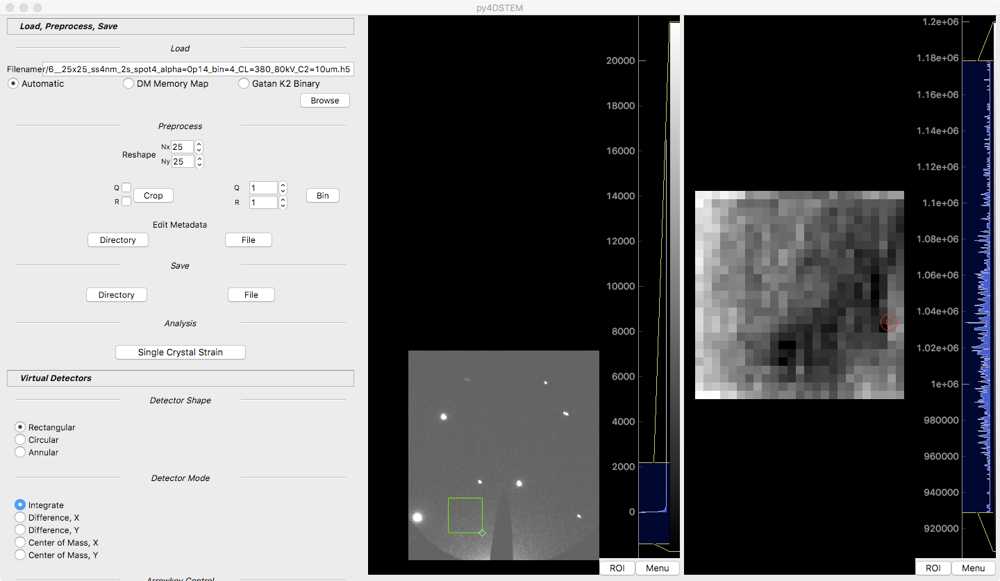 py4DSTEM
Load, Preprocess, Save
Load
Filename r/6__25x25_ss4nm_2s_spot4_alpha=0p14_bin=4_CL=380_80kV_C2=10um.h5
Automatic DM Memory Map Gatan K2 Binary
Browse
Preprocess
Reshape Nx 25
Ny 25
Q Crop Q 1 Bin
R R 1
Edit Metadata
Directory File
Save
Directory File
Analysis
Single Crystal Strain
Virtual Detectors
Detector Shape
Rectangular
Circular
Annular
Detector Mode
Integrate
Difference, X
Difference, Y
Center of Mass, X
Center of Mass, Y
Arrowkey Control
20000
18000
16000
14000
12000
10000
8000
6000
4000
2000
0
ROI Menu
1.2e+06
1.18e+06
1.16e+06
1.14e+06
1.12e+06
1.1e+06
1.08e+06
1.06e+06
1.04e+06
1.02e+06
1e+06
980000
960000
940000
920000
ROI Menu